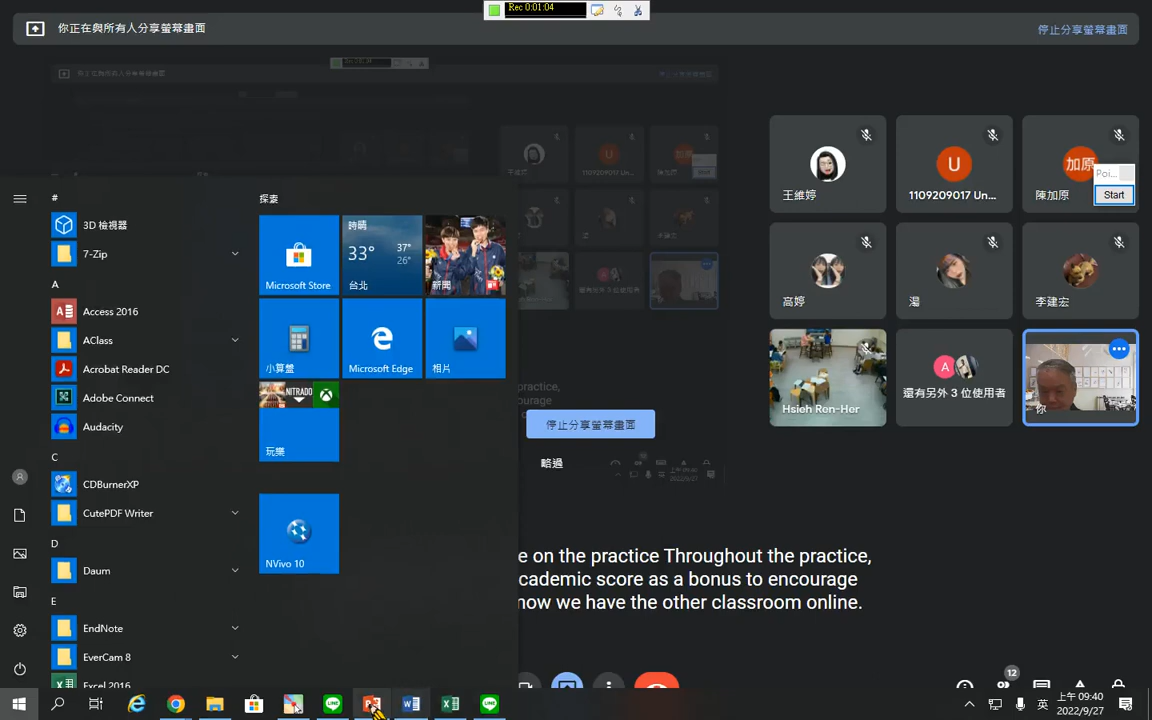 Rec 0:01:04
你正在與所有人分享螢幕畫面
停止分享螢幕畫面
王維婷
U
1109209017 Un...
加原
陳加原
Poi...
Start
高婷
湯
李建宏
Hsieh Ren-Her
A
還有另外 3 位使用者
你
#
3D 檢視器
7-Zip
A
Access 2016
AClass
Acrobat Reader DC
Adobe Connect
Audacity
C
CDBurnerXP
CutePDF Writer
D
Daum
E
EndNote
EverCam 8
Excel 2016
探索
Microsoft Store
時晴
33°
37°
26°
台北
新聞
小算盤
Microsoft Edge
相片
NITRADO
玩樂
NVivo 10
停止分享螢幕畫面
略過
e on the practice Throughout the practice,
cademic score as a bonus to encourage
now we have the other classroom online.
12
英
上午 09:40
2022/9/27